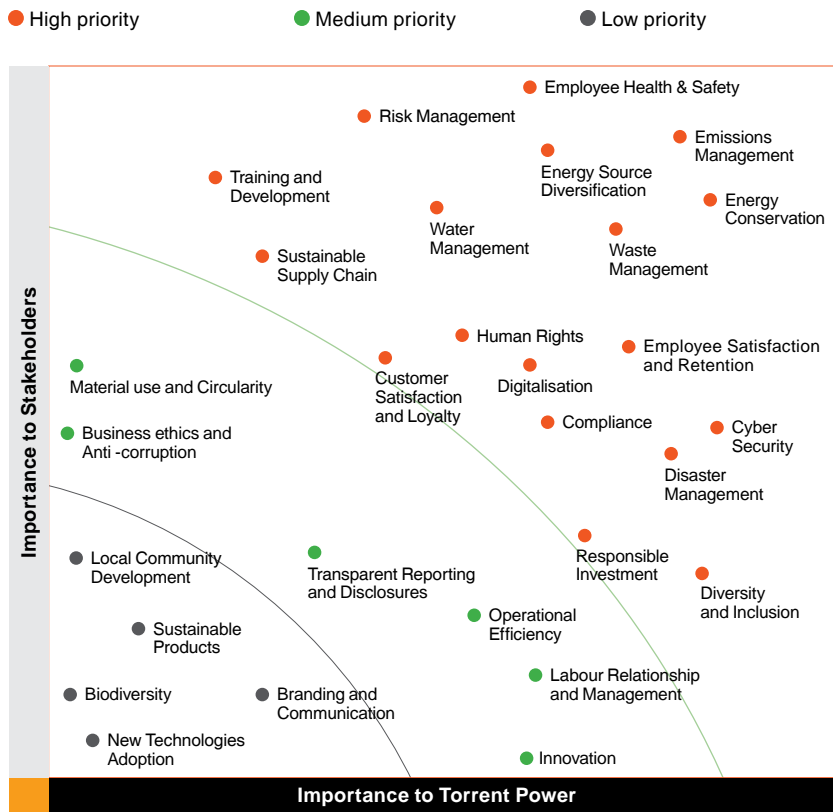 High priority
Medium priority
Low priority
Importance to Stakeholders
Employee Health & Safety
Risk Management
Emissions
Management
Energy Source
Diversification
Training and
Development
Energy
Conservation
Water
Management
Waste
Management
Sustainable
Supply Chain
Human Rights
Employee Satisfaction
and Retention
Customer
Satisfaction
and Loyalty
Digitalisation
Material use and Circularity
Compliance
Cyber
Security
Business ethics and
Anti -corruption
Disaster
Management
Local Community
Development
Transparent Reporting
and Disclosures
Responsible
Investment
Diversity
and Inclusion
Operational
Efficiency
Sustainable
Products
Labour Relationship
and Management
Biodiversity
Branding and
Communication
New Technologies
Adoption
Innovation
Importance to Torrent Power